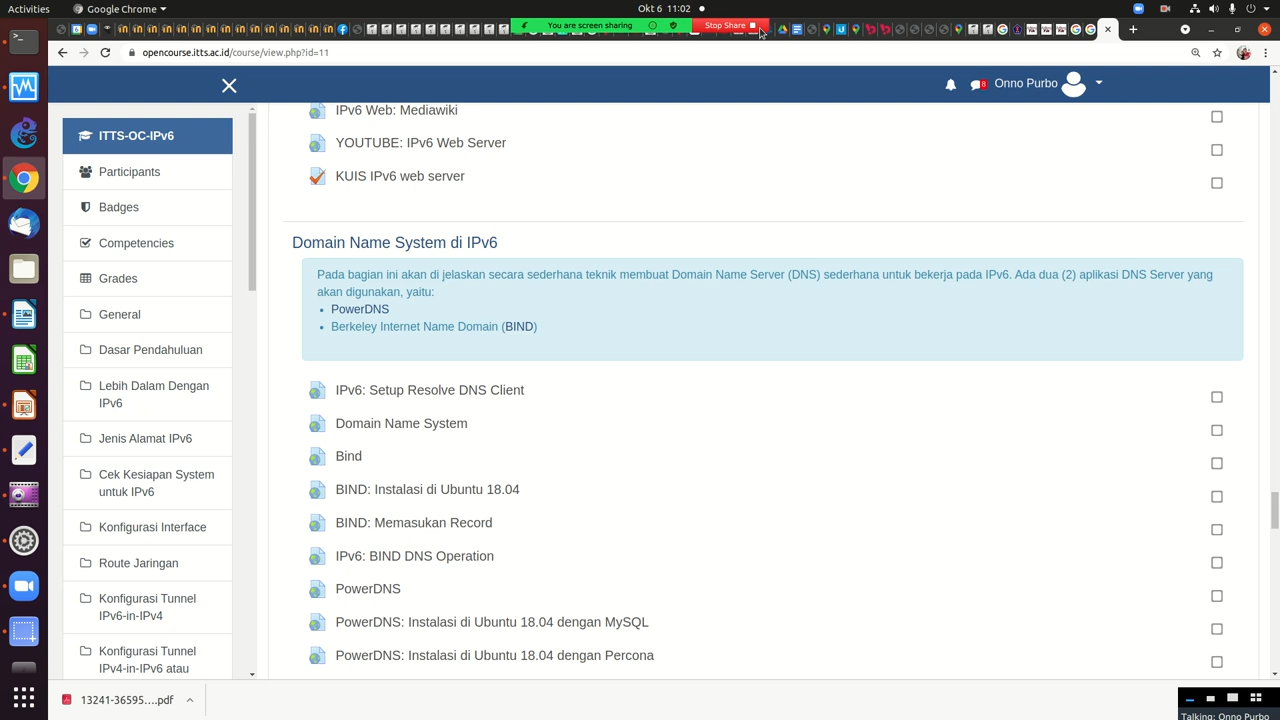 Activities
Google Chrome
Okt 6 11:02
You are screen sharing
Stop Share
opencourse.itts.ac.id/course/view.php?id=11
8
Onno Purbo
ITTS-OC-IPv6
Participants
Badges
Competencies
Grades
General
Dasar Pendahuluan
Lebih Dalam Dengan
IPv6
Jenis Alamat IPv6
Cek Kesiapan System
untuk IPv6
Konfigurasi Interface
Route Jaringan
Konfigurasi Tunnel
IPv6-in-IPv4
Konfigurasi Tunnel
IPv4-in-IPv6 atau
IPv6 Web: Mediawiki
YOUTUBE: IPv6 Web Server
KUIS IPv6 web server
Domain Name System di IPv6
Pada bagian ini akan di jelaskan secara sederhana teknik membuat Domain Name Server (DNS) sederhana untuk bekerja pada IPv6. Ada dua (2) aplikasi DNS Server yang
akan digunakan, yaitu:
• PowerDNS
• Berkeley Internet Name Domain (BIND)
IPv6: Setup Resolve DNS Client
Domain Name System
Bind
BIND: Instalasi di Ubuntu 18.04
BIND: Memasukan Record
IPv6: BIND DNS Operation
PowerDNS
PowerDNS: Instalasi di Ubuntu 18.04 dengan MySQL
PowerDNS: Instalasi di Ubuntu 18.04 dengan Percona
13241-36595....pdf
Talking: Onno Purbo